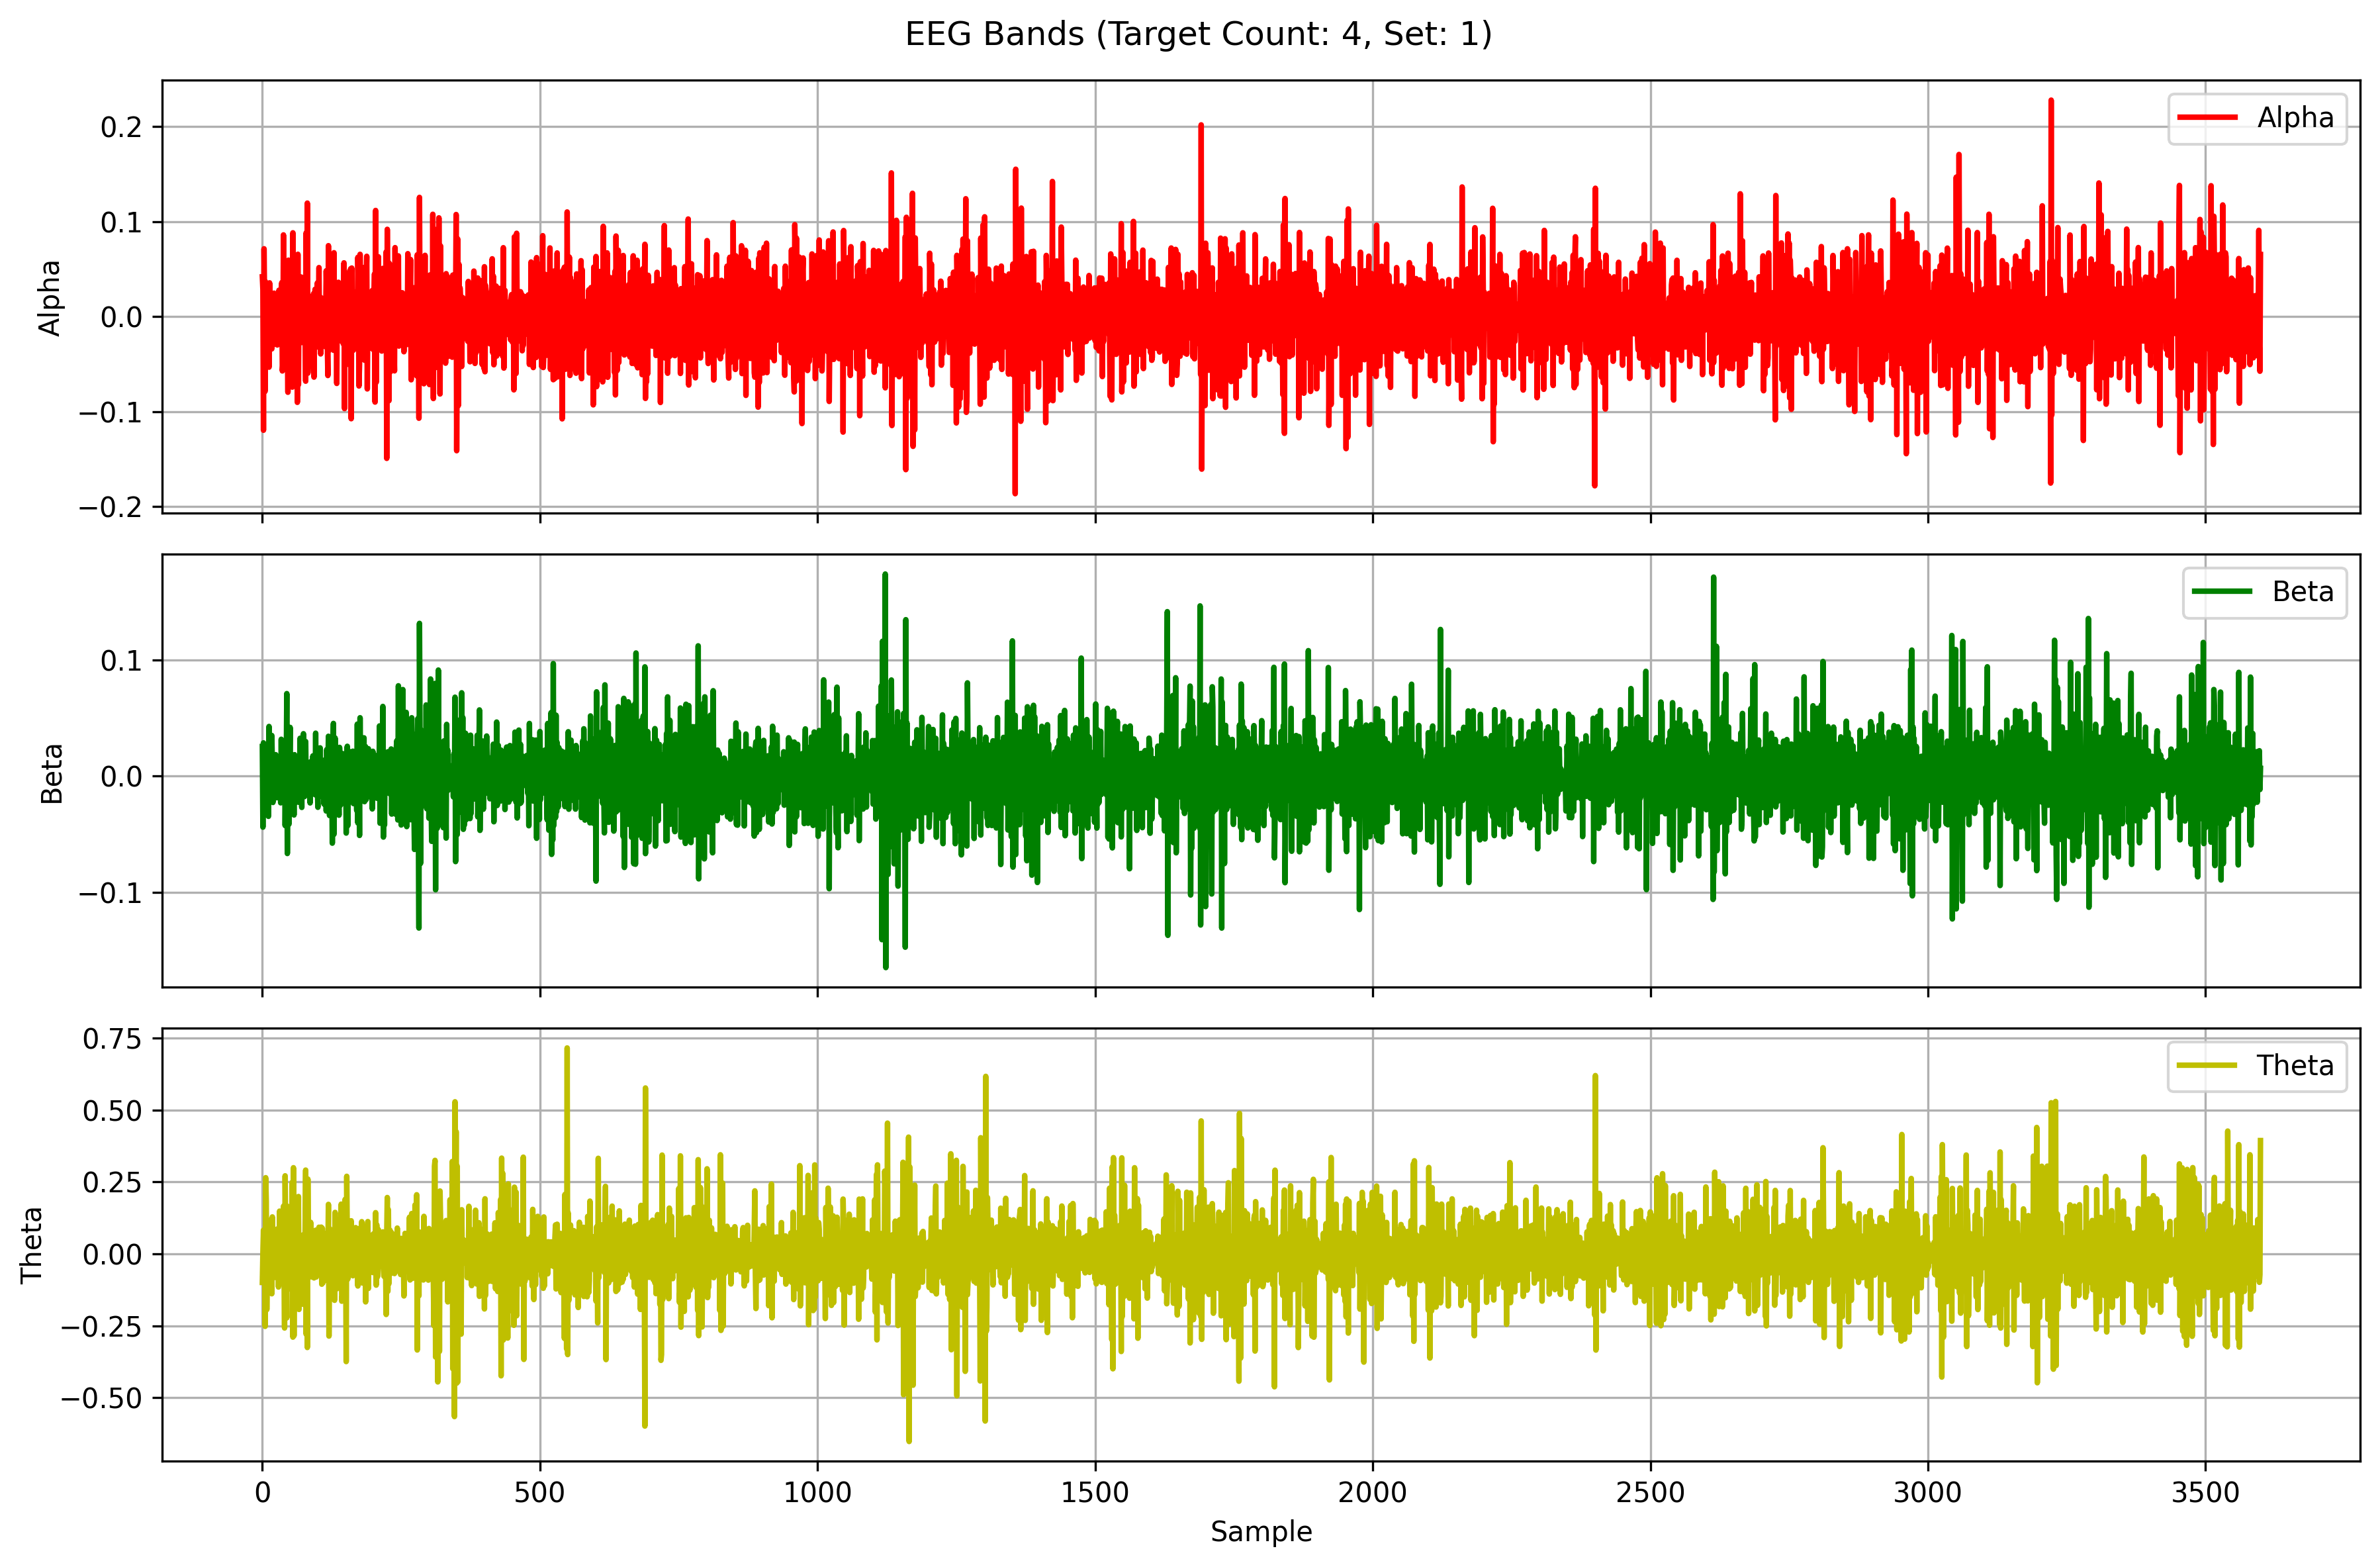 EEG Bands (Target Count: 4, Set: 1)
Alpha
0.2
0.1
0.0
−0.1
−0.2
Alpha
Beta
0.1
0.0
−0.1
Beta
Theta
0.75
0.50
0.25
0.00
−0.25
−0.50
Theta
0 500 1000 1500 2000 2500 3000 3500
Sample